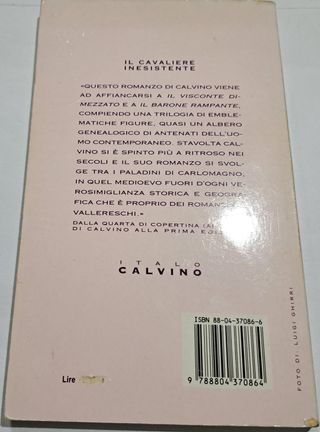 IL CAVALIERE
INESISTENTE
«QUESTO ROMANZO DI CALVINO VIENE
AD AFFIANCARSI A IL VISCONTE DI-
MEZZATO E A IL BARONE RAMPANTE,
COMPIENDO UNA TRILOGIA DI EMBLE-
MATICHE FIGURE, QUASI UN ALBERO
GENEALOGICO DI ANTENATI DELL'UO-
MO CONTEMPORANEO. STAVOLTA CAL-
VINO SI È SPINTO PIÙ A RITROSO NEI
SECOLI E IL SUO ROMANZO SI SVOL-
GE TRA I PALADINI DI CARLOMAGNO,
IN QUEL MEDIOEVO FUORI D'OGNI VE-
ROSIMIGLIANZA STORICA E GEOGRA-
FICA CHE È PROPRIO DEI ROMANZI
VALLERESCHI.»
DALLA QUARTA DI COPERTINA
DI CALVINO ALLA PRIMA
ITALO
CALVINO
ISBN 88-04-37086-6
9 788804 370864
Lire
FOTO DI LUIGI GHIRRI